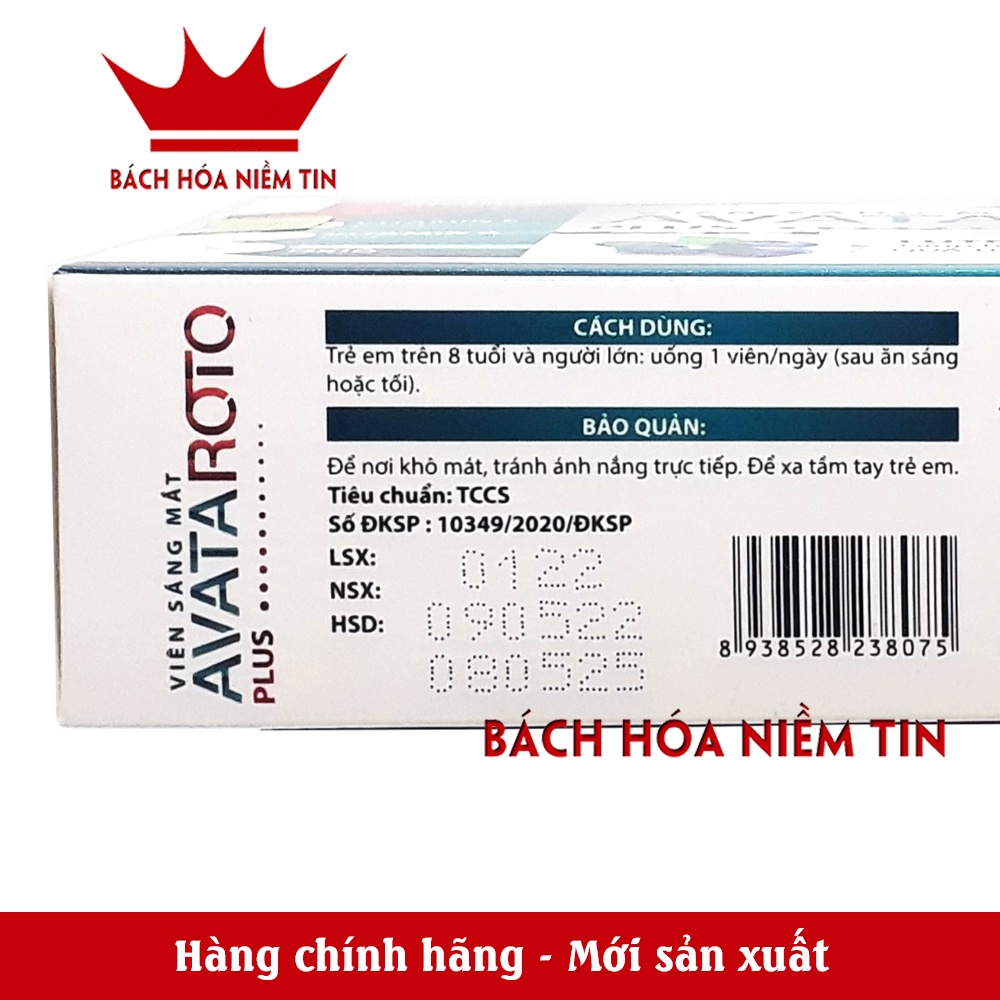 BÁCH HÓA NIỀM TIN
VIÊN SÁNG MẮT
AVATAROTO
PLUS
CÁCH DÙNG:
Trẻ em trên 8 tuổi và người lớn: uống 1 viên/ngày (sau ăn sáng
hoặc tối).
BẢO QUẢN:
Để nơi khô mát, tránh ánh nắng trực tiếp. Để xa tầm tay trẻ em.
Tiêu chuẩn: TCCS
Số ĐKSP : 10349/2020/ĐKSP
LSX: 0122
NSX: 090522
HSD: 080525
8 938528 238075
BÁCH HÓA NIỀM TIN
Hàng chính hãng - Mới sản xuất